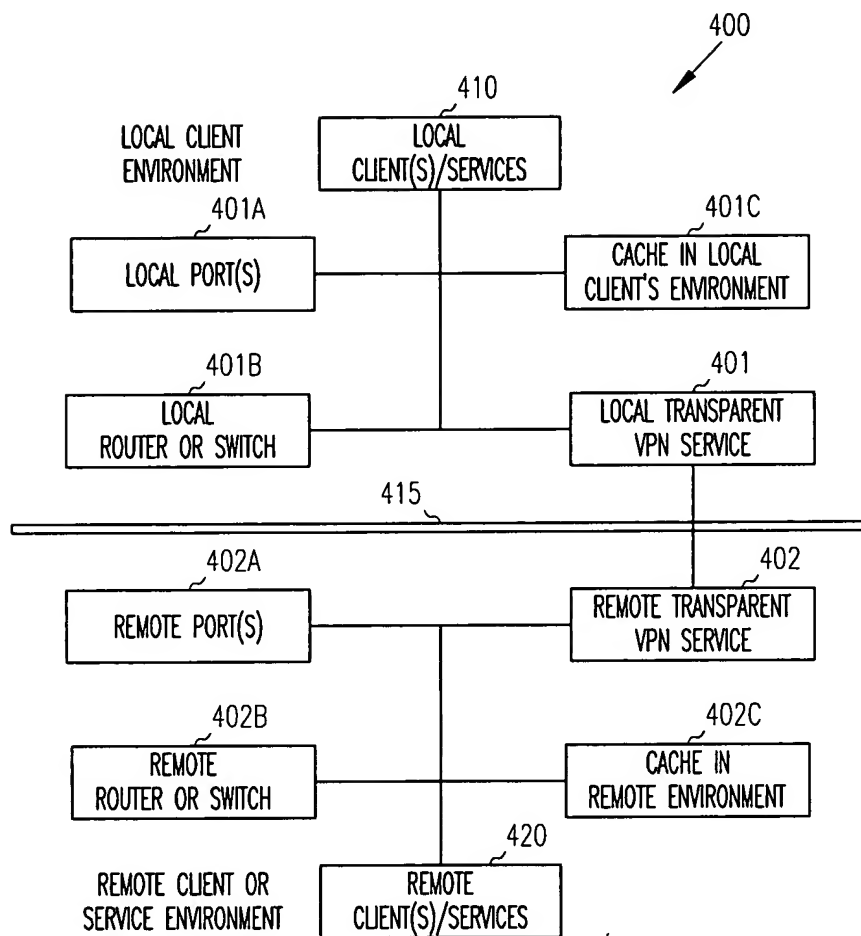 400
410
LOCAL CLIENT
ENVIRONMENT
LOCAL
CLIENT(S)/SERVICES
401A
LOCAL PORT(S)
401C
CACHE IN LOCAL
CLIENT'S ENVIRONMENT
401B
LOCAL
ROUTER OR SWITCH
401
LOCAL TRANSPARENT
VPN SERVICE
415
402A
REMOTE PORT(S)
402
REMOTE TRANSPARENT
VPN SERVICE
402B
REMOTE
ROUTER OR SWITCH
402C
CACHE IN
REMOTE ENVIRONMENT
420
REMOTE CLIENT OR
SERVICE ENVIRONMENT
REMOTE
CLIENT(S)/SERVICES